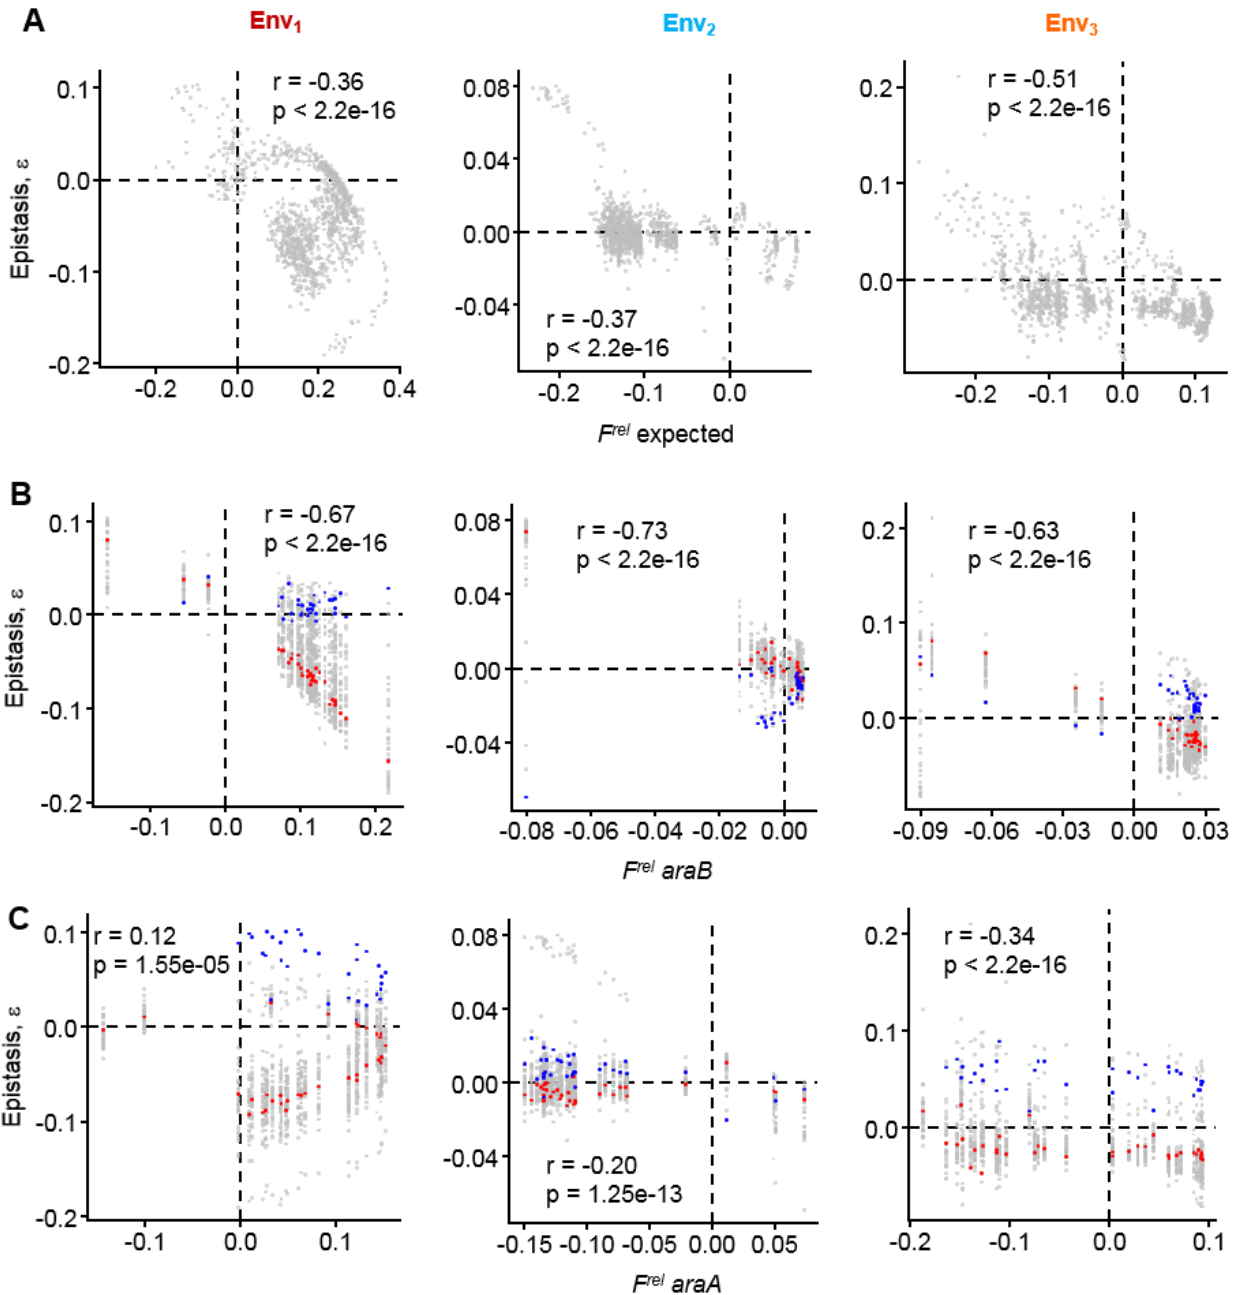 A
Env1
Env2
Env3
Epistasis, ε
0.1
0.0
-0.1
-0.2
r = -0.36
p < 2.2e-16
-0.2
0.0
0.2
0.4
0.08
0.04
0.00
-0.04
r = -0.37
p < 2.2e-16
-0.2
-0.1
0.0
0.2
0.1
0.0
r = -0.51
p < 2.2e-16
-0.2
-0.1
0.0
0.1
Frel expected
B
Epistasis, ε
0.1
0.0
-0.1
-0.2
r = -0.67
p < 2.2e-16
-0.1
0.0
0.1
0.2
0.08
0.04
0.00
-0.04
r = -0.73
p < 2.2e-16
-0.08
-0.06
-0.04
-0.02
0.00
0.2
0.1
0.0
r = -0.63
p < 2.2e-16
-0.09
-0.06
-0.03
0.00
0.03
Frel araB
C
Epistasis, ε
0.1
0.0
-0.1
-0.2
r = 0.12
p = 1.55e-05
-0.1
0.0
0.1
0.08
0.04
0.00
-0.04
r = -0.20
p = 1.25e-13
-0.15
-0.10
-0.05
0.00
0.05
0.2
0.1
0.0
r = -0.34
p < 2.2e-16
-0.2
-0.1
0.0
0.1
Frel araA